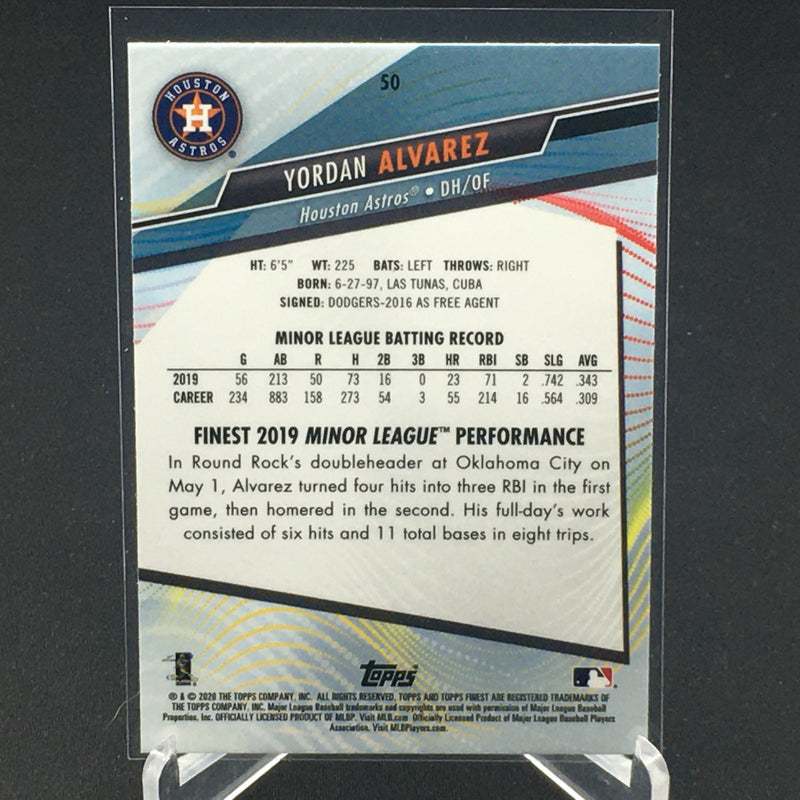 50
HOUSTON
H
ASTROS
YORDAN ALVAREZ
Houston Astros® • DH/OF
HT: 6'5" WT: 225 BATS: LEFT THROWS: RIGHT
BORN: 6-27-97, LAS TUNAS, CUBA
SIGNED: DODGERS-2016 AS FREE AGENT
MINOR LEAGUE BATTING RECORD
G AB R H 2B 3B HR RBI SB SLG AVG
2019 56 213 50 73 16 0 23 71 2 .742 .343
CAREER 234 883 158 273 54 3 55 214 16 .564 .309
FINEST 2019 MINOR LEAGUE™ PERFORMANCE
In Round Rock's doubleheader at Oklahoma City on
May 1, Alvarez turned four hits into three RBI in the first
game, then homered in the second. His full-day's work
consisted of six hits and 11 total bases in eight trips.
Topps
® & © 2020 THE TOPPS COMPANY, INC. ALL RIGHTS RESERVED. TOPPS AND TOPPS FINEST ARE REGISTERED TRADEMARKS OF
THE TOPPS COMPANY, INC. Major League Baseball trademarks and copyrights are used with permission of Major League Baseball
Properties, Inc. OFFICIALLY LICENSED PRODUCT OF MLBP. Visit MLB.com Officially Licensed Product of Major League Baseball Players
Association. Visit MLBPlayers.com.